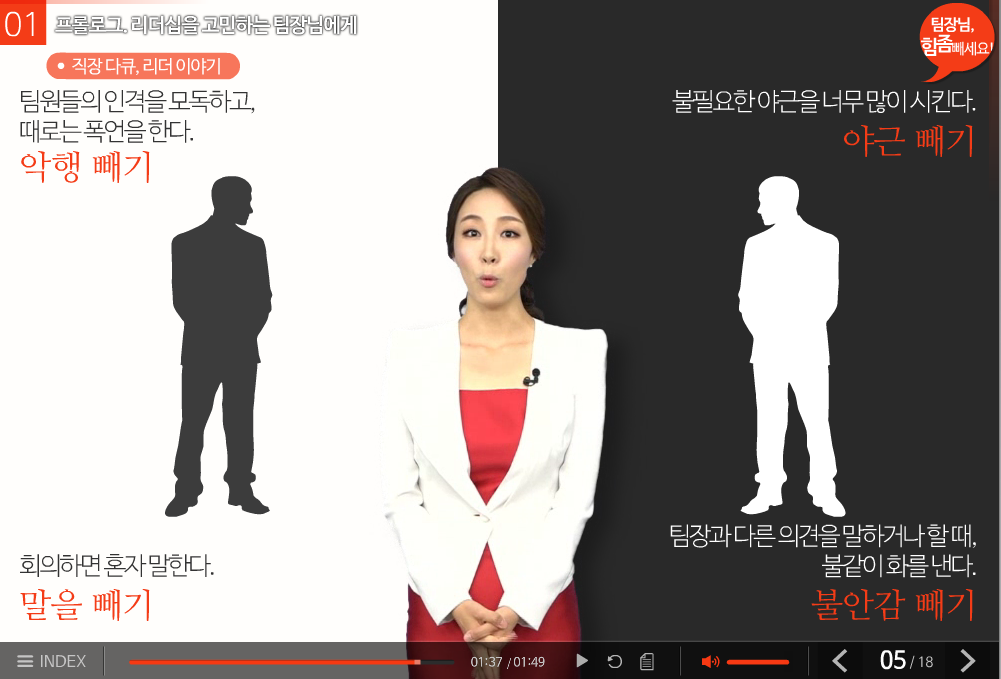 01 프롤로그. 리더십을 고민하는 팀장님에게
팀장님,
힘좀빼세요!
• 직장 다큐, 리더 이야기
팀원들의 인격을 모독하고,
때로는 폭언을 한다.
악행 빼기
불필요한 야근을 너무 많이 시킨다.
야근 빼기
회의하면 혼자 말한다.
말을 빼기
팀장과 다른 의견을 말하거나 할 때,
불같이 화를 낸다.
불안감 빼기
INDEX
01:37 / 01:49
05 / 18